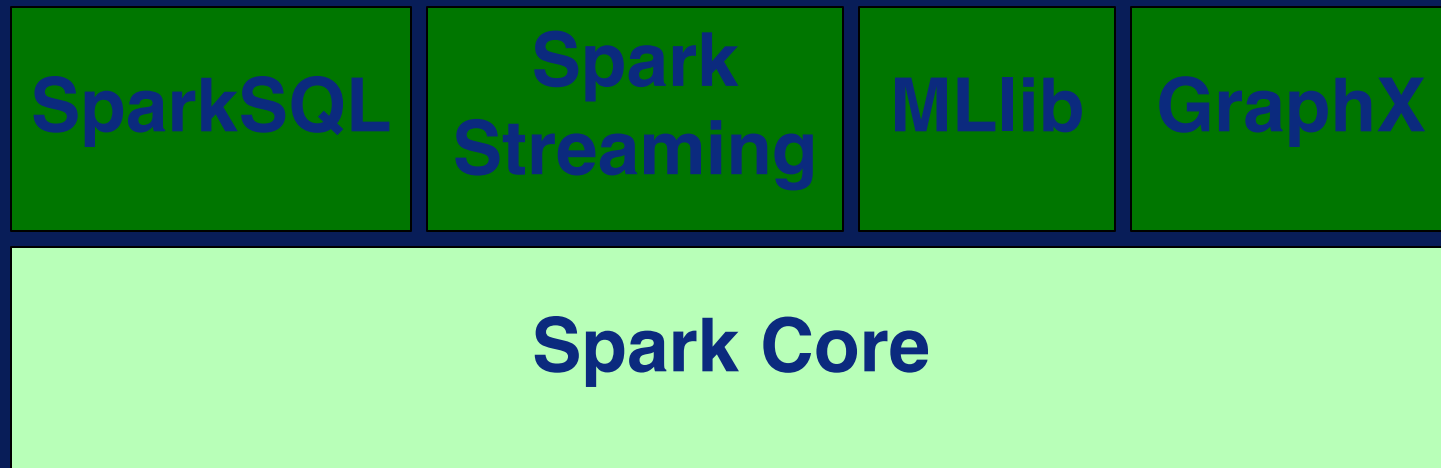 SparkSQL
Spark
Streaming
MLlib
GraphX
Spark Core